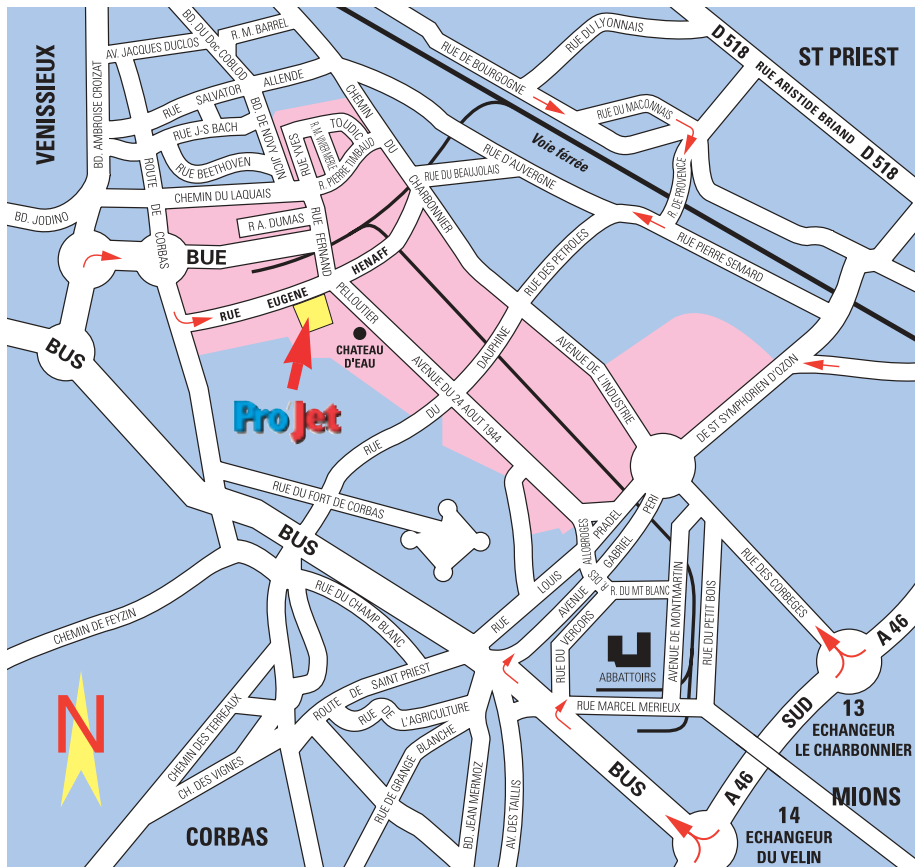 VENISSIEUX
BD. AMBROISE CROIZAT
AV. JACQUES DUCLOS
BD. DU Doc COBLOD
R. M. BARREL
RUE SALVATOR ALLENDE
RUE J-S BACH
RUE BEETHOVEN
BD. DE NOVY JICIN
ROUTE DE CORBAS
CHEMIN DU LAQUAIS
BD. JODINO
R A. DUMAS
RUE YVES TOUDIC
R. PIERRE TIMBAUD
RUE FERNAND PELLOUTIER
CHEMIN DU CHARBONNIER
RUE DU BEAUJOLAIS
RUE D'AUVERGNE
RUE DE BOURGOGNE
RUE DU LYONNAIS
RUE DU MACONNAIS
D 518 RUE ARISTIDE BRIAND D 518
ST PRIEST
Voie férrée
R. DE PROVENCE
RUE PIERRE SEMARD
RUE DES PETROLES
BUE
RUE EUGENE HENAFF
CHATEAU
D'EAU
Pro Jet
BUS
AVENUE DU 24 AOUT 1944
RUE DU DAUPHINE
AVENUE DE L'INDUSTRIE
DE ST SYMPHORIEN D'OZON
RUE DU FORT DE CORBAS
BUS
RUE DU CHAMP BLANC
CHEMIN DE FEYZIN
RUE LOUIS PRADEL
R. DES ALLOBROGES
AVENUE GABRIEL PERI
R. DU MT BLANC
RUE DU VERCORS
AVENUE DE MONTMARTIN
RUE DU PETIT BOIS
RUE DES CORBEGES
ABBATTOIRS
RUE MARCEL MERIEUX
ROUTE DE SAINT PRIEST
RUE DE L'AGRICULTURE
RUE DE GRANGE BLANCHE
CHEMIN DES TERREAUX
CH. DES VIGNES
BD. JEAN MERMOZ
AV. DES TAILLIS
BUS
A 46
SUD
A 46
13
ECHANGEUR
LE CHARBONNIER
MIONS
14
ECHANGEUR
DU VELIN
CORBAS
N